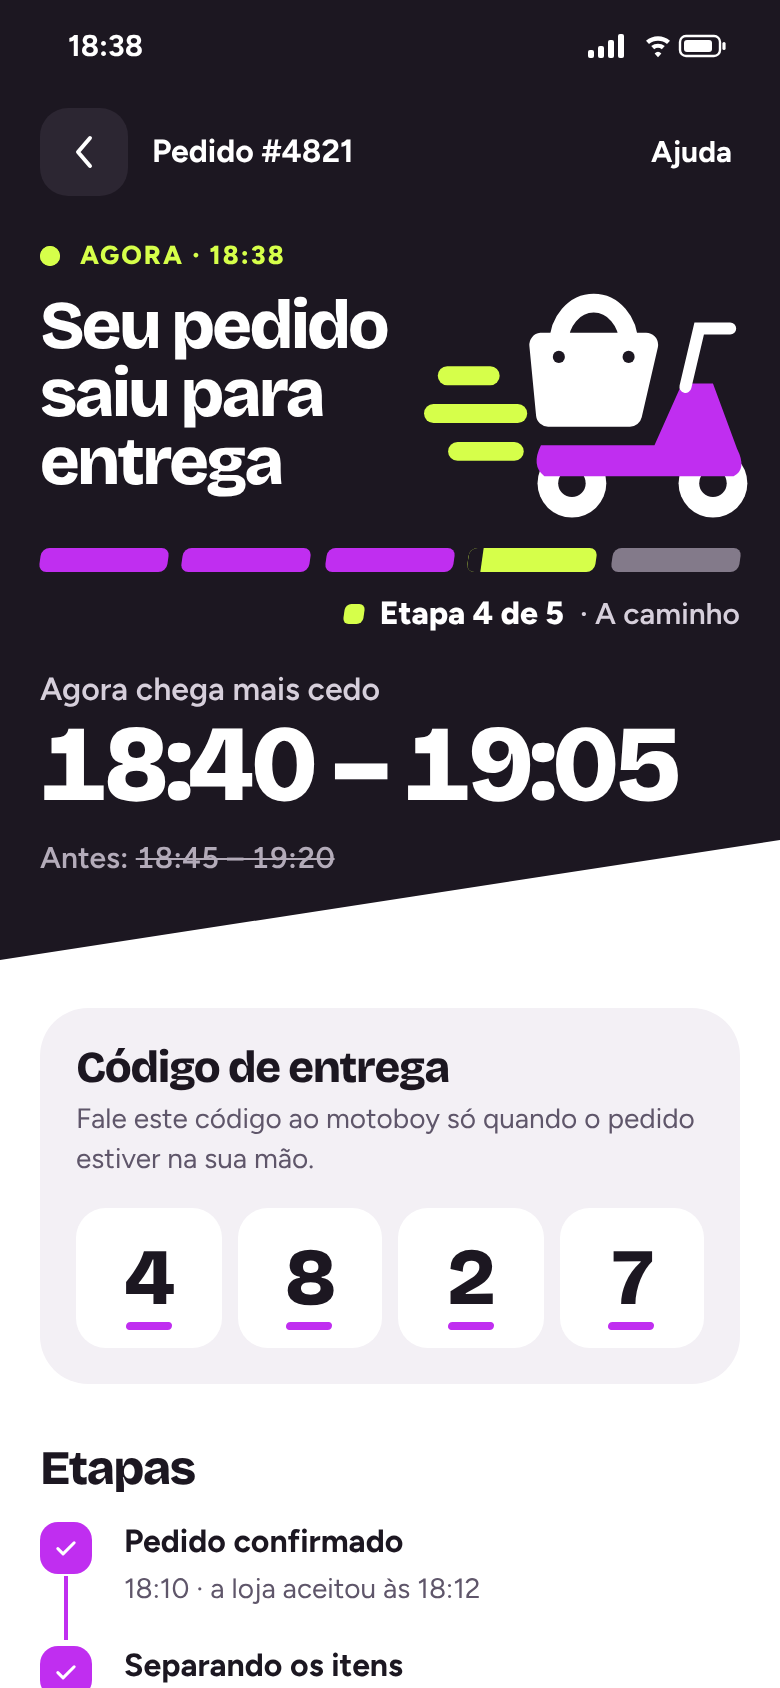 18:38
Pedido #4821
Ajuda
AGORA · 18:38
Seu pedido
saiu para
entrega
Etapa 4 de 5 · A caminho
Agora chega mais cedo
18:40 – 19:05
Antes: 18:45 – 19:20
Código de entrega
Fale este código ao motoboy só quando o pedido
estiver na sua mão.
4 8 2 7
Etapas
Pedido confirmado
18:10 · a loja aceitou às 18:12
Separando os itens